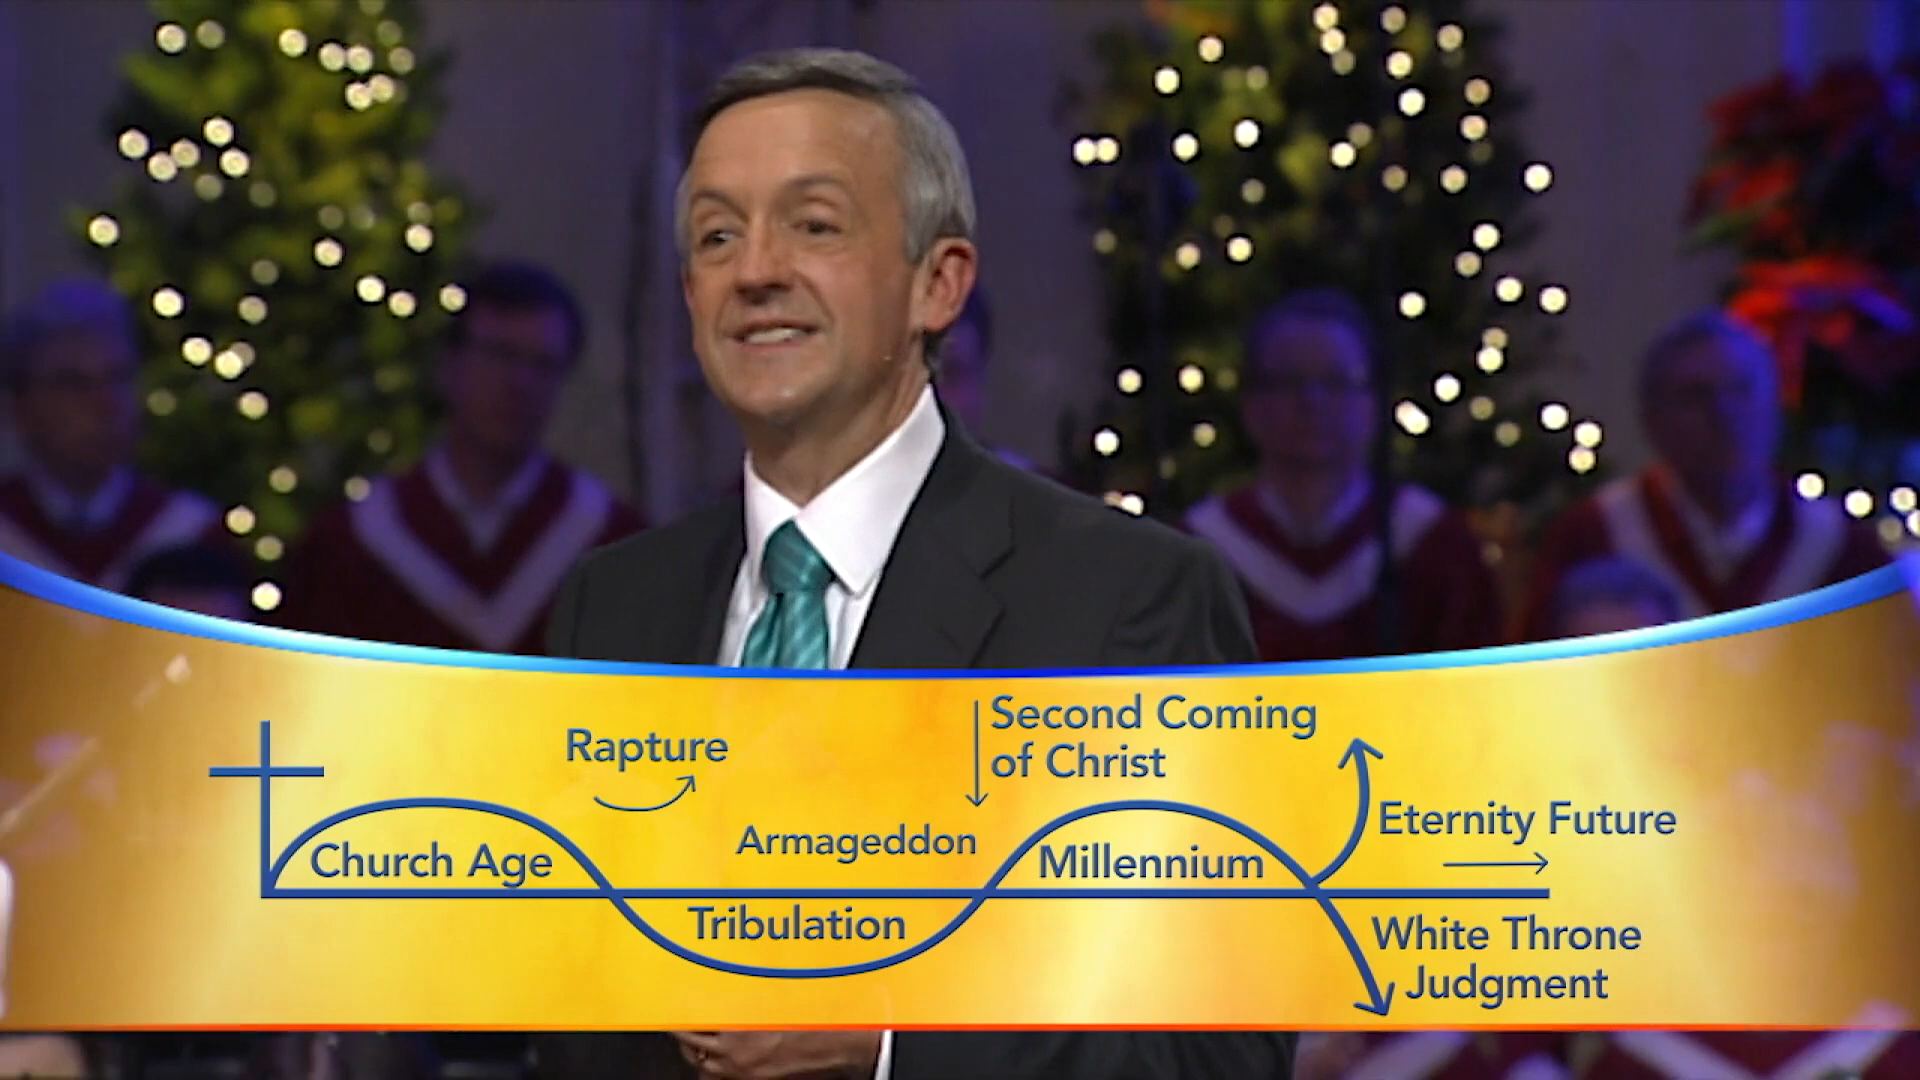 Rapture
Second Coming
of Christ
Church Age
Armageddon
Tribulation
Millennium
Eternity Future
White Throne
Judgment